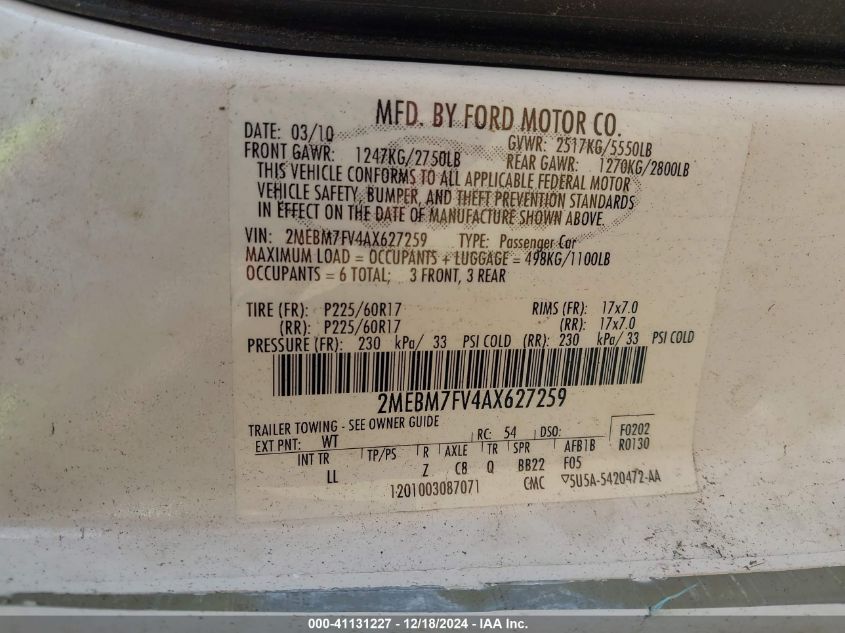 MFD. BY FORD MOTOR CO.
DATE: 03/10 GVWR: 2517KG/5550LB
FRONT GAWR: 1247KG/2750LB REAR GAWR: 1270KG/2800LB
THIS VEHICLE CONFORMS TO ALL APPLICABLE FEDERAL MOTOR
VEHICLE SAFETY, BUMPER, AND THEFT PREVENTION STANDARDS
IN EFFECT ON THE DATE OF MANUFACTURE SHOWN ABOVE.
VIN: 2MEBM7FV4AX627259 TYPE: Passenger Car
MAXIMUM LOAD = OCCUPANTS + LUGGAGE = 498KG/1100LB
OCCUPANTS = 6 TOTAL; 3 FRONT, 3 REAR
TIRE (FR): P225/60R17 RIMS (FR): 17x7.0
(RR): P225/60R17 (RR): 17x7.0
PRESSURE (FR): 230 kPa/ 33 PSI COLD (RR): 230 kPa/ 33 PSI COLD
2MEBM7FV4AX627259
TRAILER TOWING - SEE OWNER GUIDE
EXT PNT: WT RC: 54 DSO: F0202
INT TR TP/PS R AXLE TR SPR AFB1B R0130
LL Z C8 Q BB22 F05
1201003087071 CMC ▽5U5A-5420472-AA
000-41131227 - 12/18/2024 - IAA Inc.